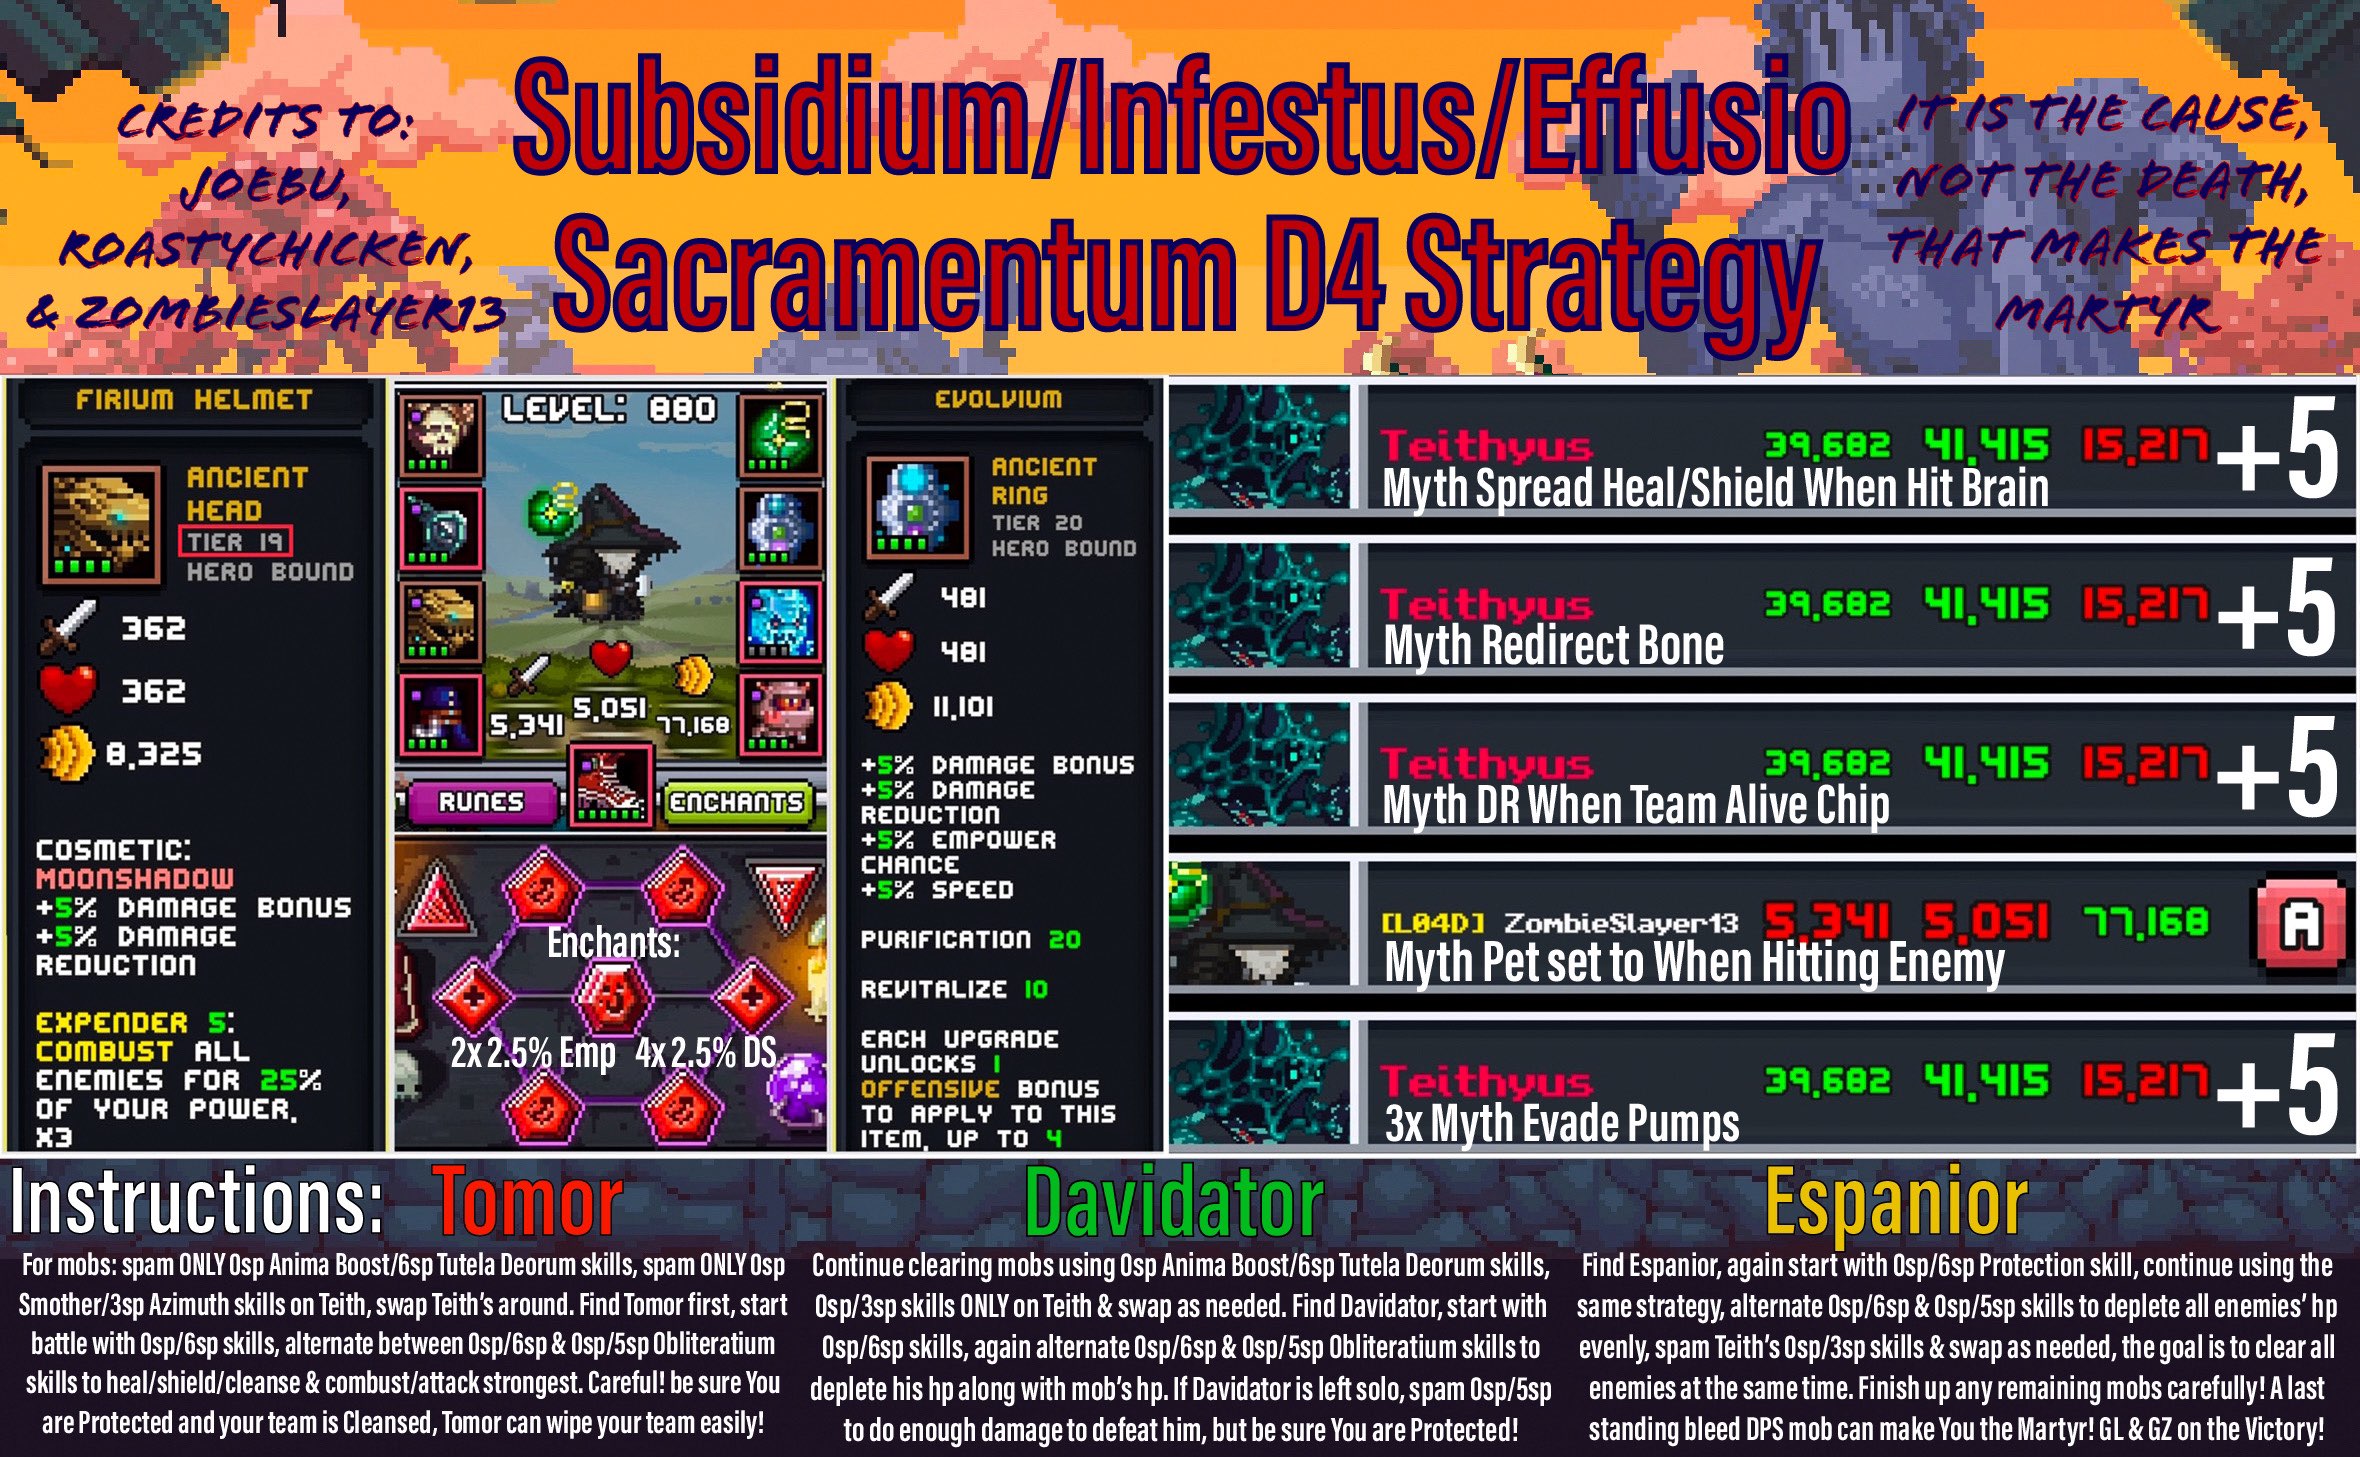 CREDITS TO:
JOEBU,
ROASTYCHICKEN,
& ZOMBIESLAYER13
Subsidium/Infestus/Effusio
Sacramentum D4 Strategy
IT IS THE CAUSE,
NOT THE DEATH,
THAT MAKES THE
MARTYR
FIRIUM HELMET
ANCIENT
HEAD
TIER 19
HERO BOUND
362
362
8,325
COSMETIC:
MOONSHADOW
+5% DAMAGE BONUS
+5% DAMAGE
REDUCTION
EXPENDER 5:
COMBUST ALL
ENEMIES FOR 25%
OF YOUR POWER.
X3
LEVEL: 880
5,341 5,051 77,168
RUNES
ENCHANTS
Enchants:
2x 2.5% Emp 4x 2.5% DS
EVOLVIUM
ANCIENT
RING
TIER 20
HERO BOUND
481
481
11,101
+5% DAMAGE BONUS
+5% DAMAGE
REDUCTION
+5% EMPOWER
CHANCE
+5% SPEED
PURIFICATION 20
REVITALIZE 10
EACH UPGRADE
UNLOCKS 1
OFFENSIVE BONUS
TO APPLY TO THIS
ITEM, UP TO 4
Teithyus 39,682 41,415 15,217 +5
Myth Spread Heal/Shield When Hit Brain
Teithyus 39,682 41,415 15,217 +5
Myth Redirect Bone
Teithyus 39,682 41,415 15,217 +5
Myth DR When Team Alive Chip
[L04D] ZombieSlayer13 5,341 5,051 77,168 A
Myth Pet set to When Hitting Enemy
Teithyus 39,682 41,415 15,217 +5
3x Myth Evade Pumps
Instructions: Tomor
For mobs: spam ONLY 0sp Anima Boost/6sp Tutela Deorum skills, spam ONLY 0sp
Smother/3sp Azimuth skills on Teith, swap Teith's around. Find Tomor first, start
battle with 0sp/6sp skills, alternate between 0sp/6sp & 0sp/5sp Obliteratium
skills to heal/shield/cleanse & combust/attack strongest. Careful! be sure You
are Protected and your team is Cleansed, Tomor can wipe your team easily!
Davidator
Continue clearing mobs using 0sp Anima Boost/6sp Tutela Deorum skills,
0sp/3sp skills ONLY on Teith & swap as needed. Find Davidator, start with
0sp/6sp skills, again alternate 0sp/6sp & 0sp/5sp Obliteratium skills to
deplete his hp along with mob's hp. If Davidator is left solo, spam 0sp/5sp
to do enough damage to defeat him, but be sure You are Protected!
Espanior
Find Espanior, again start with 0sp/6sp Protection skill, continue using the
same strategy, alternate 0sp/6sp & 0sp/5sp skills to deplete all enemies' hp
evenly, spam Teith's 0sp/3sp skills & swap as needed, the goal is to clear all
enemies at the same time. Finish up any remaining mobs carefully! A last
standing bleed DPS mob can make You the Martyr! GL & GZ on the Victory!